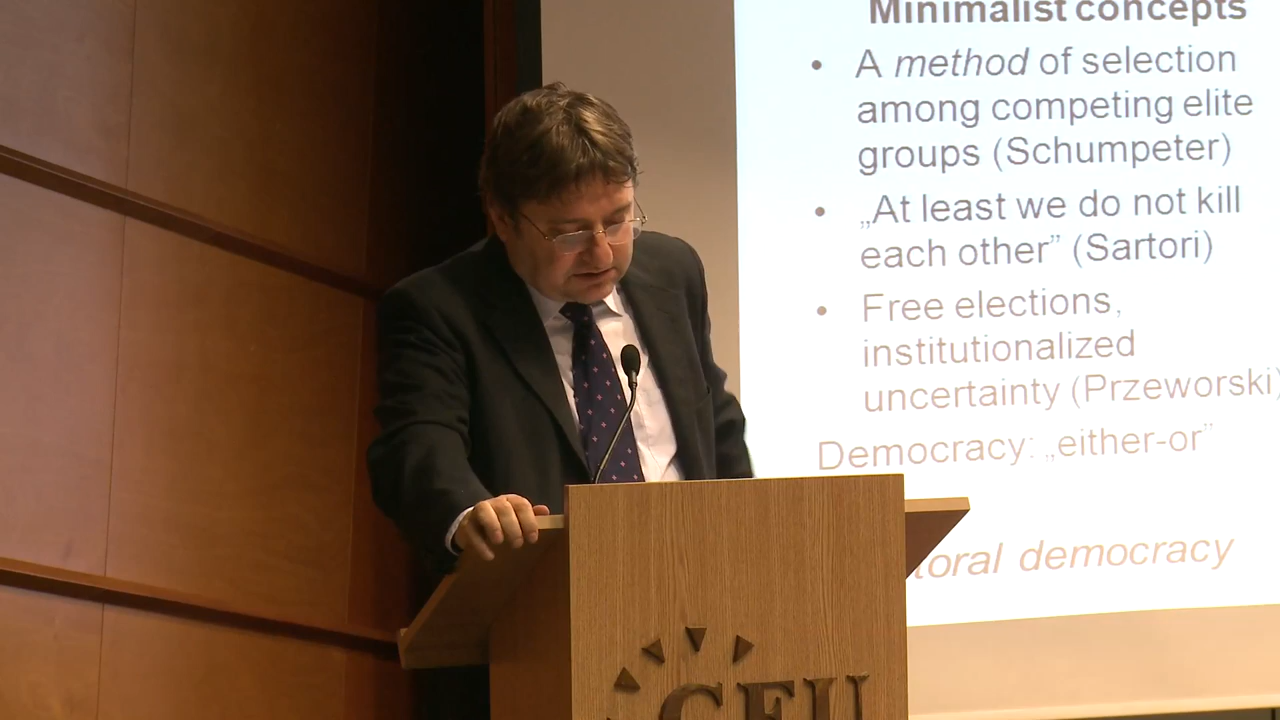 Minimalist concepts
• A method of selection
among competing elite
groups (Schumpeter)
• „At least we do not kill
each other” (Sartori)
• Free elections,
institutionalized
uncertainty (Przeworski)
Democracy: „either-or”
toral democracy
CEU